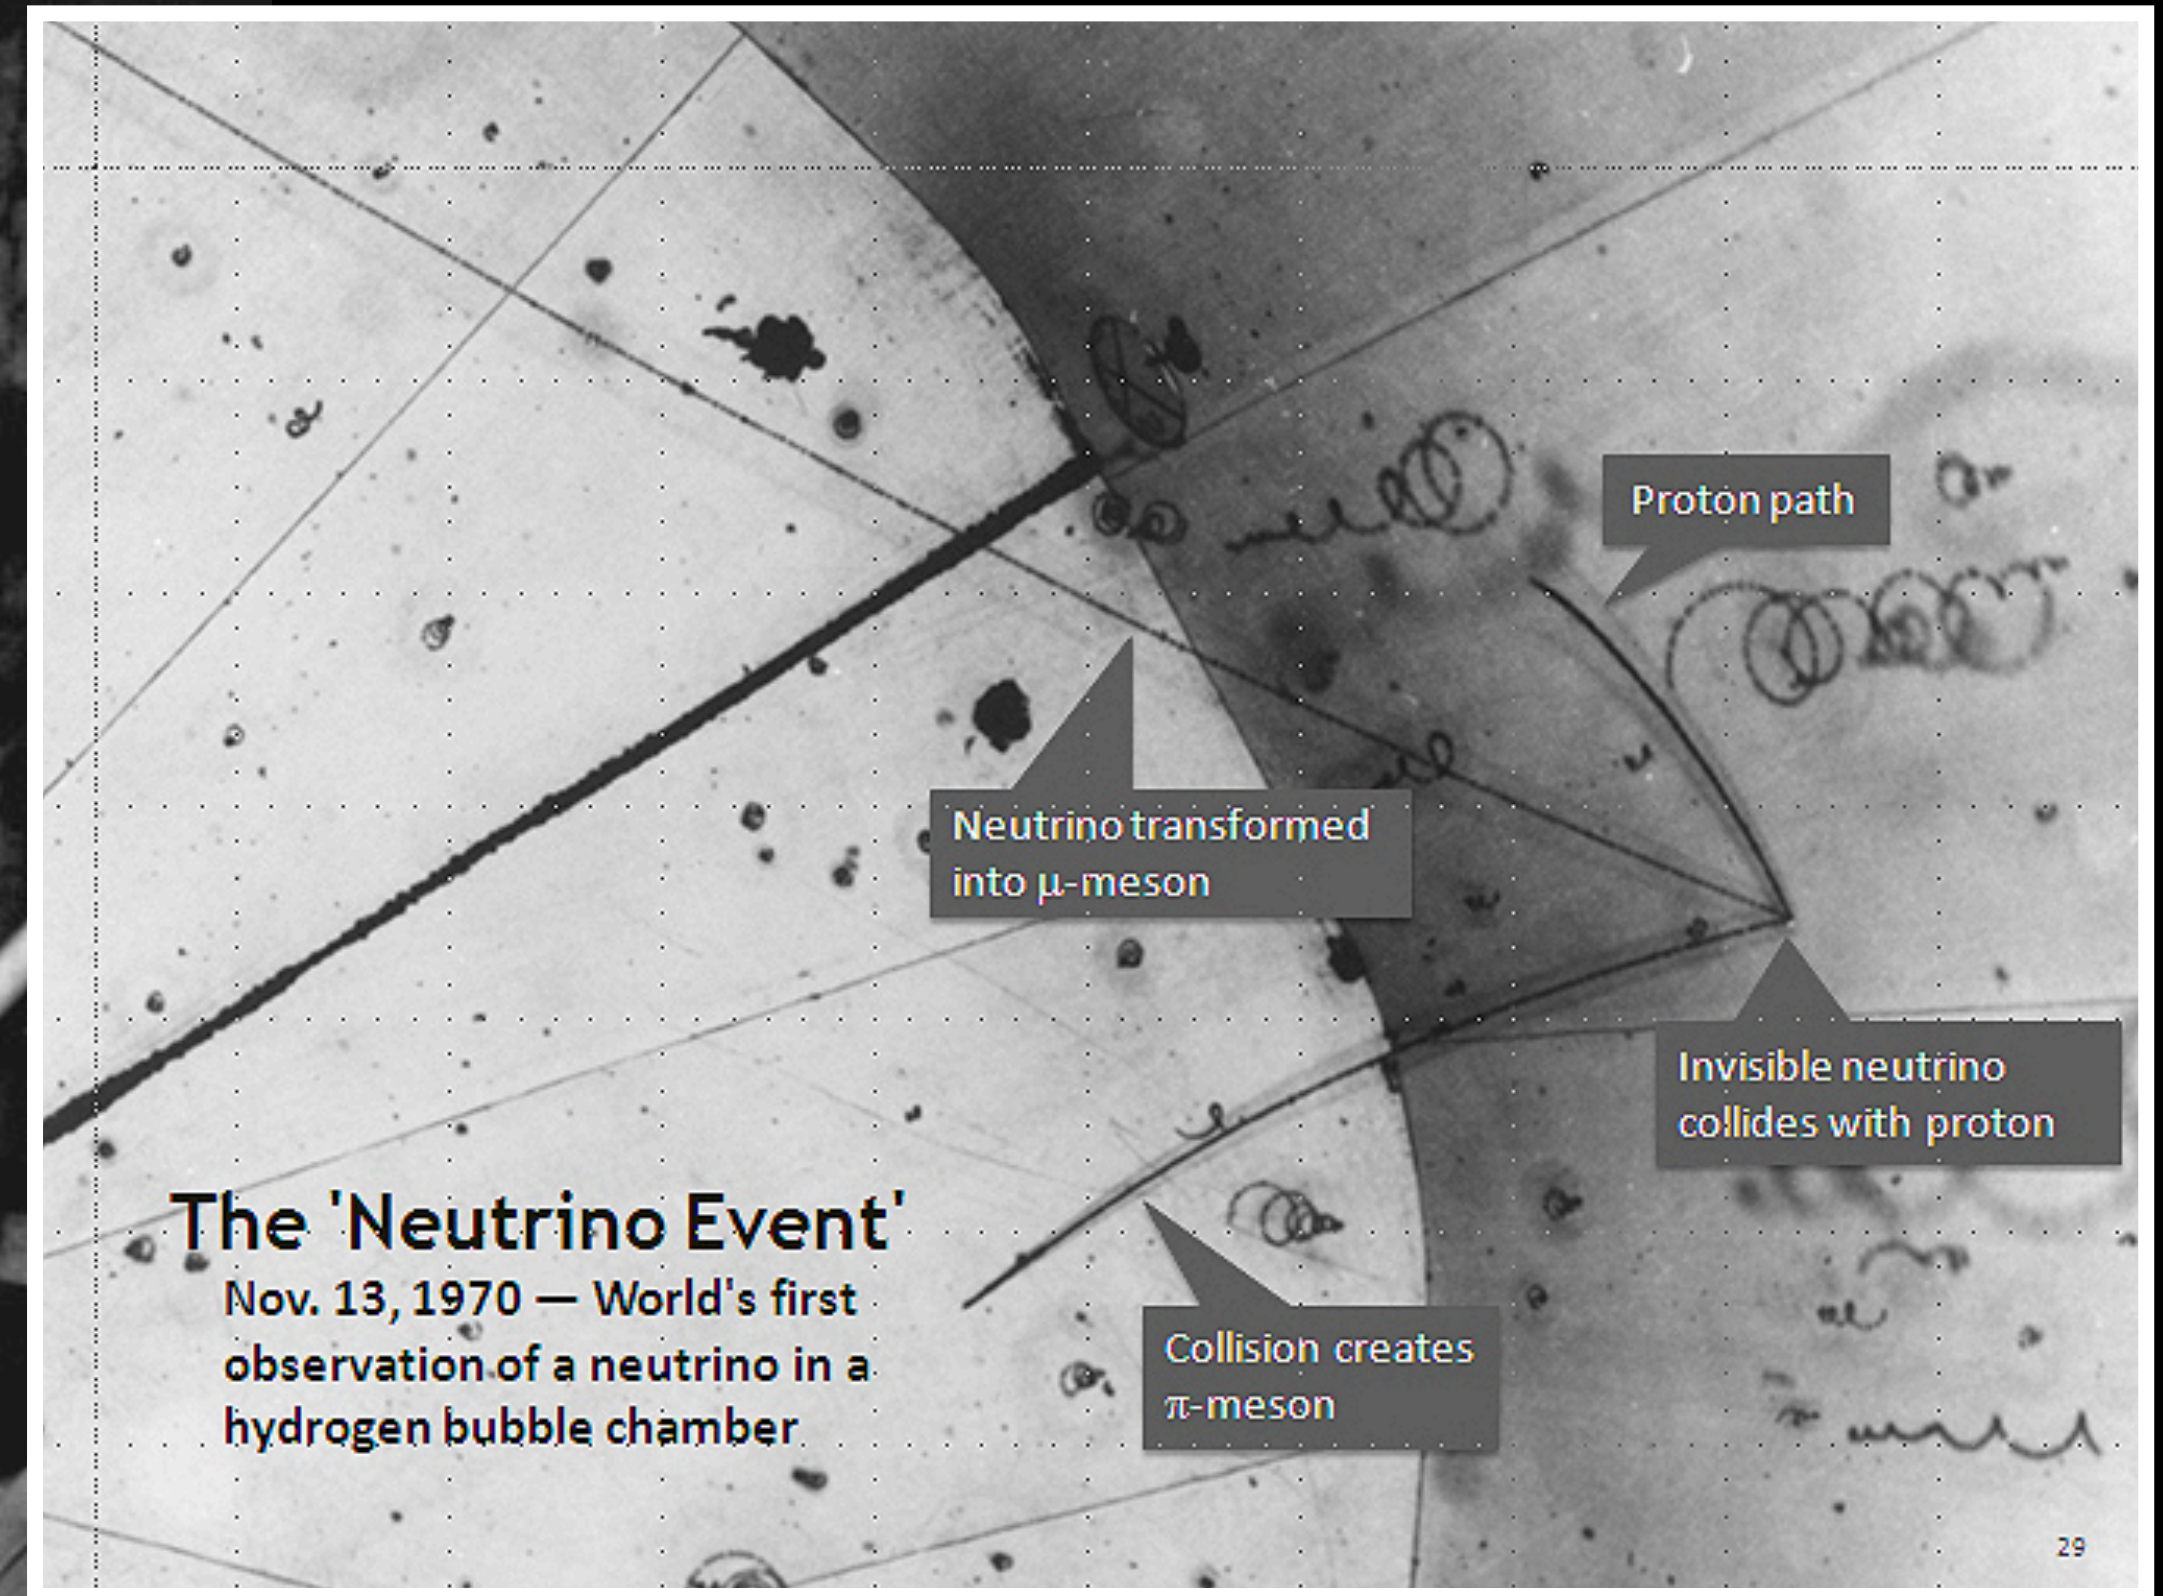 Proton path
Neutrino transformed
into μ-meson
Invisible neutrino
collides with proton
The 'Neutrino Event'
Nov. 13, 1970 — World's first
observation of a neutrino in a
hydrogen bubble chamber
Collision creates
π-meson
29